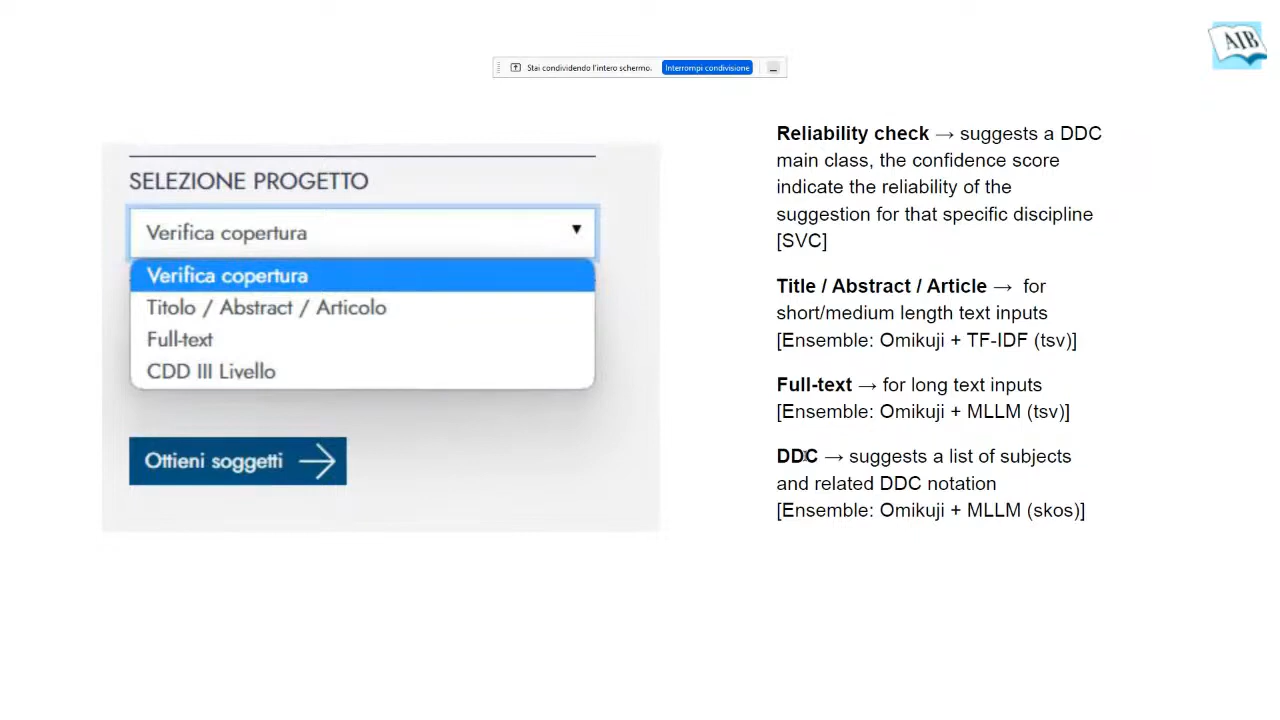 AIB
Stai condividendo l'intero schermo. Interrompi condivisione
SELEZIONE PROGETTO
Verifica copertura
Verifica copertura
Titolo / Abstract / Articolo
Full-text
CDD III Livello
Ottieni soggetti
Reliability check → suggests a DDC
main class, the confidence score
indicate the reliability of the
suggestion for that specific discipline
[SVC]
Title / Abstract / Article → for
short/medium length text inputs
[Ensemble: Omikuji + TF-IDF (tsv)]
Full-text → for long text inputs
[Ensemble: Omikuji + MLLM (tsv)]
DDC → suggests a list of subjects
and related DDC notation
[Ensemble: Omikuji + MLLM (skos)]